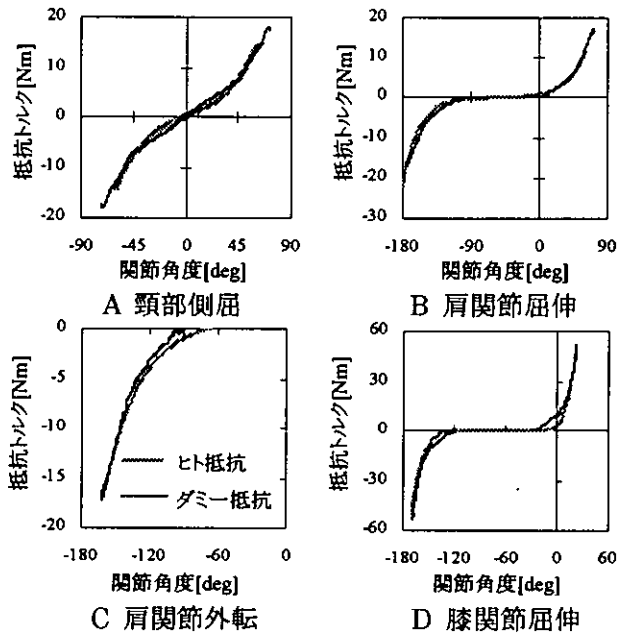 抵抗トルク[Nm]
20
10
0
-10
20
-90
-45
0
45
90
関節角度[deg]
A 頸部側屈
抵抗トルク[Nm]
20
10
0
-10
-20
-30
-180
-90
0
90
関節角度[deg]
B 肩関節屈伸
抵抗トルク[Nm]
0
-5
-10
-15
-20
ヒト抵抗
ダミー抵抗
-180
-120
-60
0
関節角度[deg]
C 肩関節外転
抵抗トルク[Nm]
60
30
0
-30
-60
-180
-120
-60
0
60
関節角度[deg]
D 膝関節屈伸